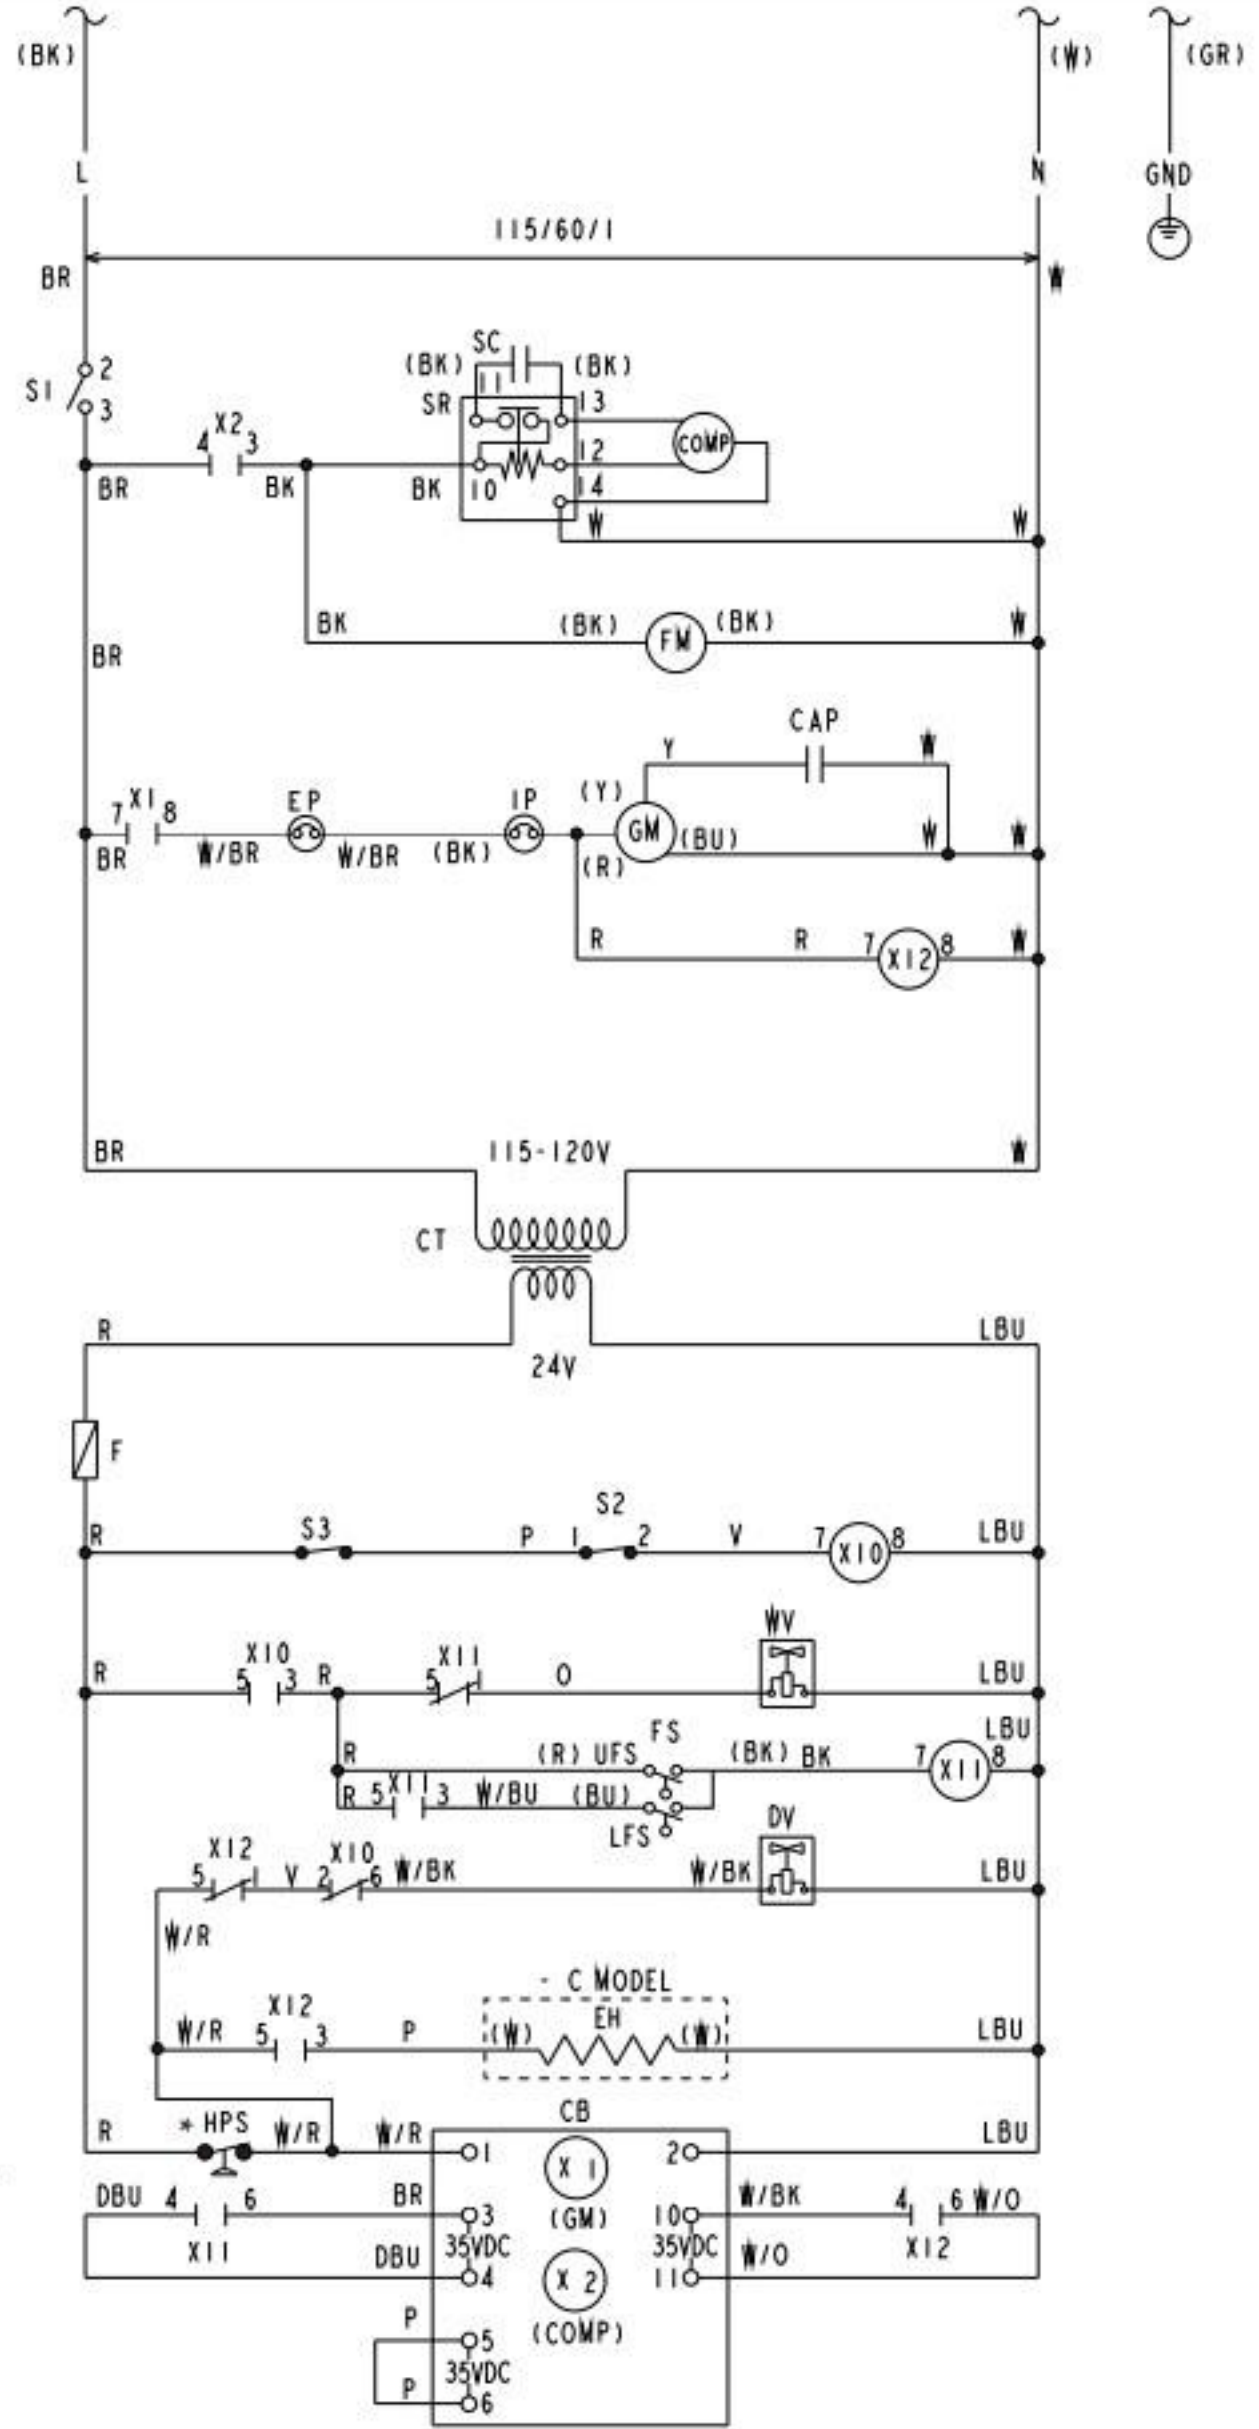 (BK) (W) (GR)
L N GND
115/60/1
BR W
SC
(BK) (BK)
11
S1 2 SR 13
3 COMP
X2
4 3 12
BR BK BK 10 14
W W
BK (BK) FM (BK) W
BR
CAP
Y W
X1 EP IP (Y)
7 8 GM (BU) W W
BR W/BR W/BR (BK) (R)
R R 7 X12 8 W
BR 115-120V W
CT
R LBU
24V
F
S2
R S3 P 1 2 V 7 X10 8 LBU
WV
X10 X11
R 5 3 R 5 1 O LBU
FS LBU
R (R) UFS (BK) BK 7 X11 8
R 5 X11 3 W/BU (BU)
LFS DV
X12 X10
5 1 V 2 6 W/BK W/BK LBU
W/R
- C MODEL
X12 EH
W/R 5 3 P (W) (W) LBU
CB
R * HPS W/R W/R 1 X 1 2 LBU
DBU 4 6 BR 3 (GM) 10 W/BK 4 6 W/O
X11 35VDC 35VDC X12
DBU 4 X 2 11 W/O
P 5 (COMP)
35VDC
P 6